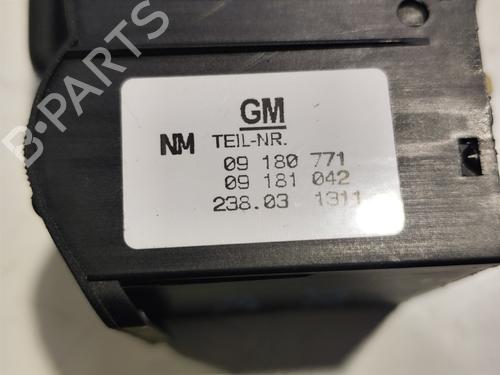 B-PARTS
GM
NM TEIL-NR.
09 180 771
09 181 042
238.03 1311